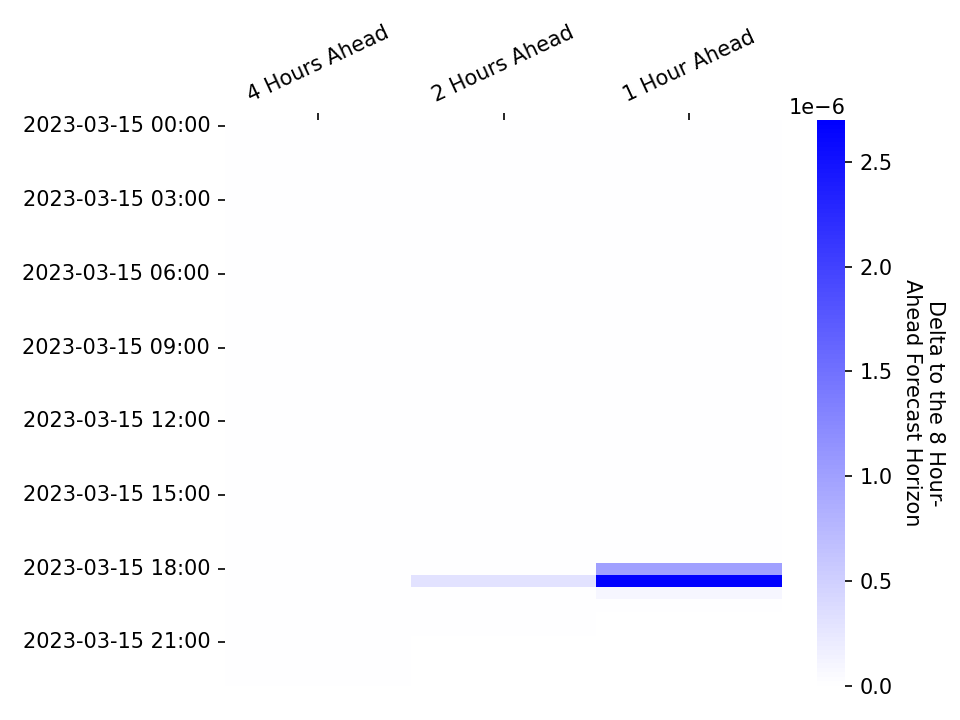 4 Hours Ahead
2 Hours Ahead
1 Hour Ahead
1e−6
2023-03-15 00:00
2023-03-15 03:00
2023-03-15 06:00
2023-03-15 09:00
2023-03-15 12:00
2023-03-15 15:00
2023-03-15 18:00
2023-03-15 21:00
2.5
2.0
1.5
1.0
0.5
0.0
Delta to the 8 Hour-
Ahead Forecast Horizon